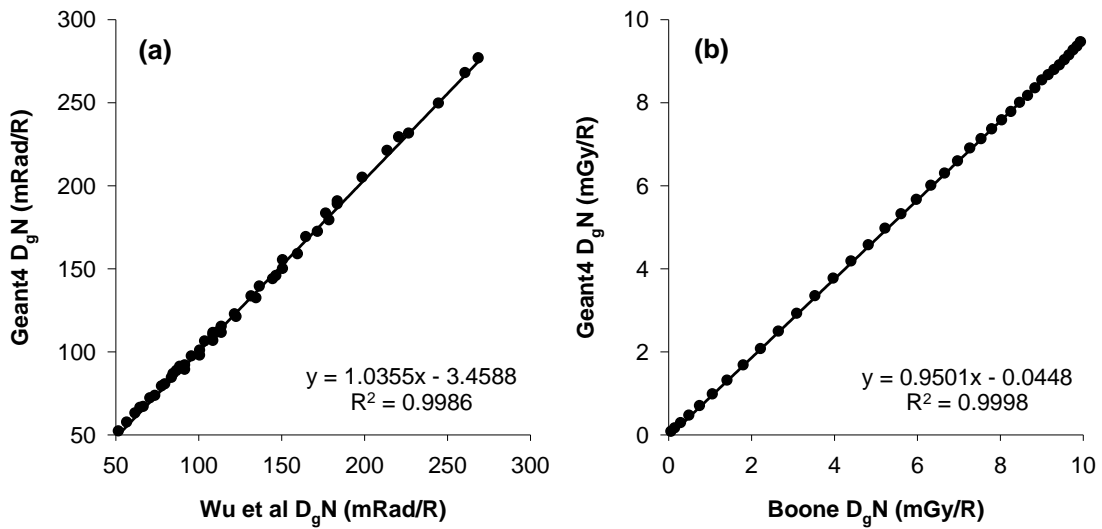 (a)
300
250
200
150
100
50
50
100
150
200
250
300
Geant4 DgN (mRad/R)
Wu et al DgN (mRad/R)
y = 1.0355x - 3.4588
R² = 0.9986
(b)
10
8
6
4
2
0
0
2
4
6
8
10
Geant4 DgN (mGy/R)
Boone DgN (mGy/R)
y = 0.9501x - 0.0448
R² = 0.9998